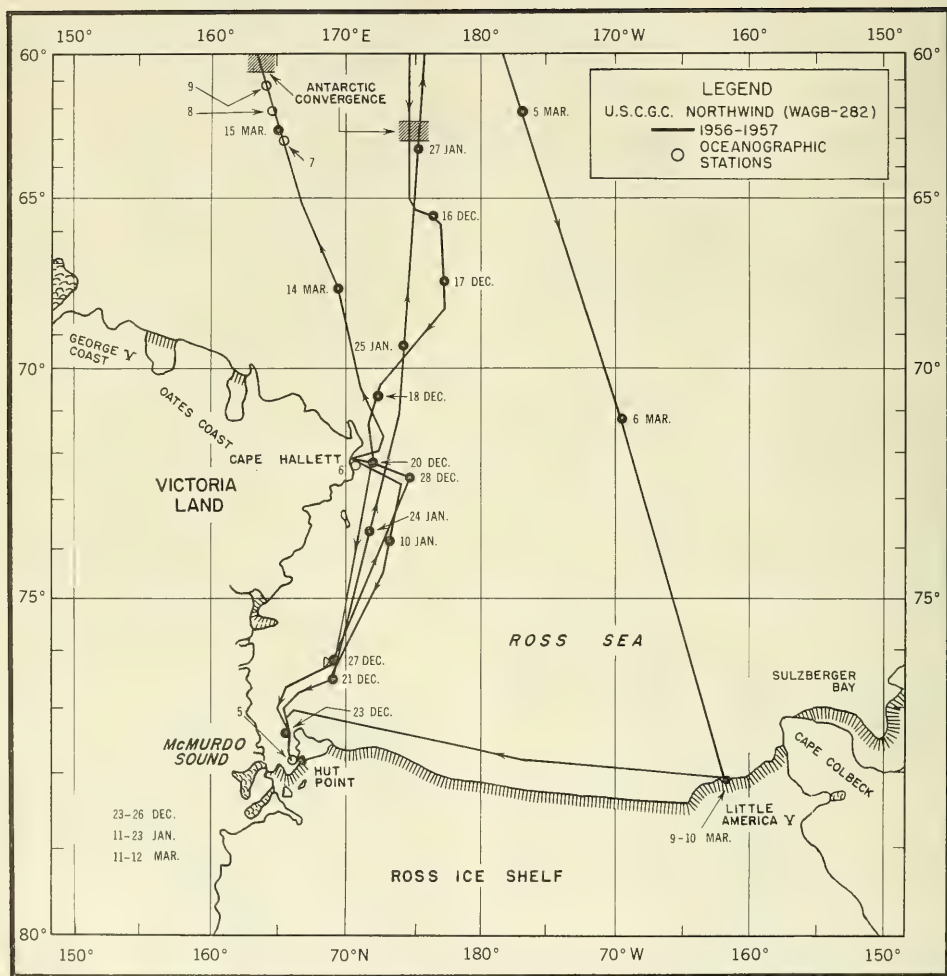 150°
160°
170°E
180°
170°W
160°
150°
60°
60°
9
ANTARCTIC
CONVERGENCE
8
15 MAR.
7
27 JAN.
5 MAR.
LEGEND
U.S.C.G.C. NORTHWIND (WAGB-282)
1956-1957
OCEANOGRAPHIC
STATIONS
65°
65°
16 DEC.
17 DEC.
14 MAR.
25 JAN.
GEORGE V
COAST
70°
70°
18 DEC.
OATES COAST
6 MAR.
CAPE HALLETT
6
20 DEC.
28 DEC.
VICTORIA
LAND
24 JAN.
10 JAN.
75°
75°
ROSS SEA
27 DEC.
21 DEC.
SULZBERGER
BAY
5
23 DEC.
McMURDO
SOUND
HUT
POINT
CAPE COLBECK
LITTLE
AMERICA V
9-10 MAR.
23-26 DEC.
11-23 JAN.
11-12 MAR.
ROSS ICE SHELF
80°
80°
150°
160°
170°E
180°
170°W
160°
150°